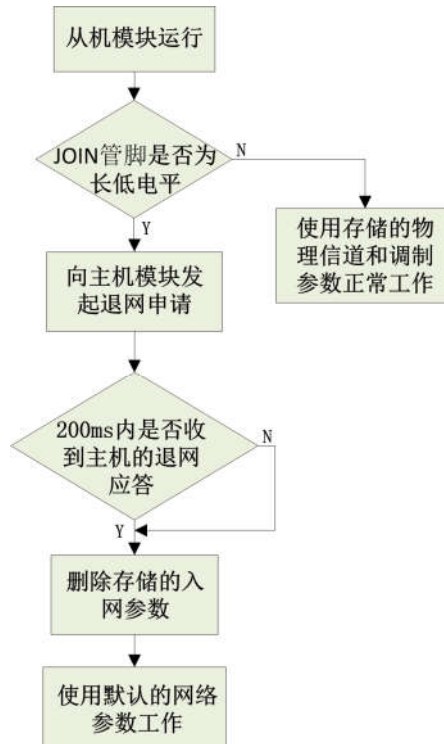 从机模块运行
JOIN管脚是否为
长低电平
N
Y
使用存储的物
理信道和调制
参数正常工作
向主机模块发
起退网申请
200ms内是否收
到主机的退网
应答
N
Y
删除存储的入
网参数
使用默认的网络
参数工作